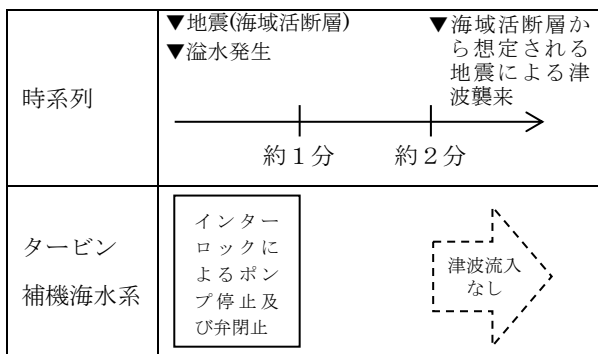 時系列
▼地震(海域活断層)
▼溢水発生
▼海域活断層か
ら想定される
地震による津
波襲来
約１分
約２分
タービン
補機海水系
インター
ロックに
よるポン
プ停止及
び弁閉止
津波流入
なし